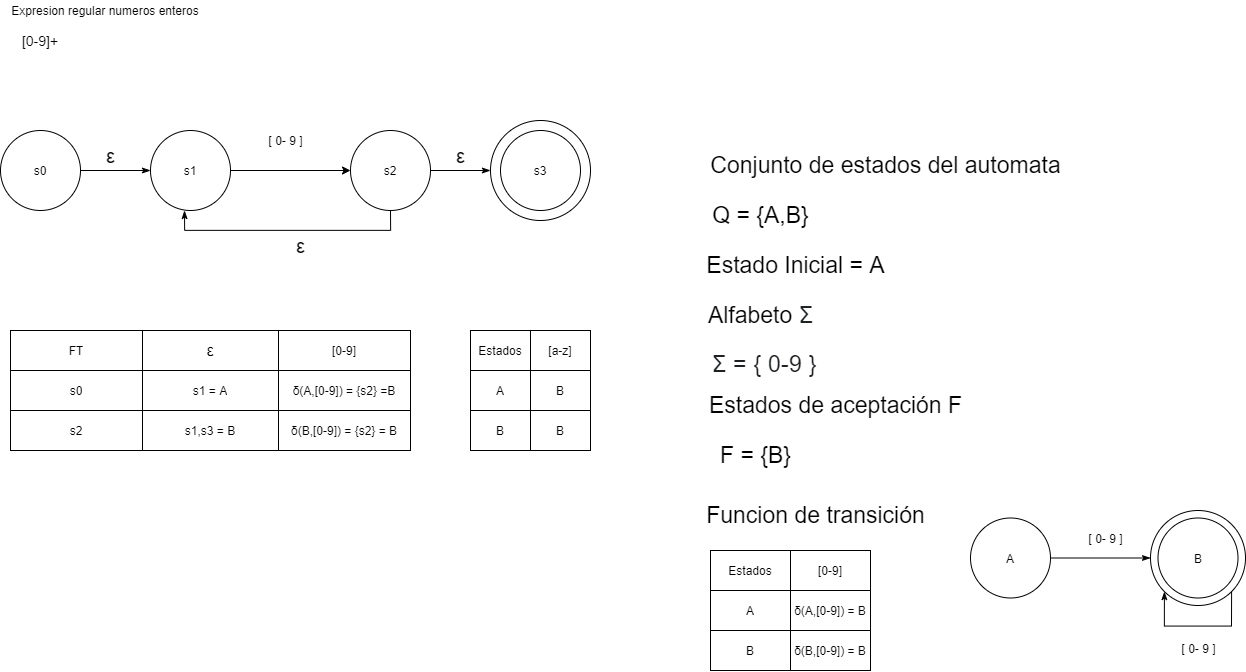 Expresion regular numeros enteros
[0-9]+
s0
ε
s1
[ 0- 9 ]
s2
ε
s3
ε
FT ε [0-9]
s0 s1 = A δ(A,[0-9]) = {s2} =B
s2 s1,s3 = B δ(B,[0-9]) = {s2} = B
Estados [a-z]
A B
B B
Conjunto de estados del automata
Q = {A,B}
Estado Inicial = A
Alfabeto Σ
Σ = { 0-9 }
Estados de aceptación F
F = {B}
Funcion de transición
Estados [0-9]
A δ(A,[0-9]) = B
B δ(B,[0-9]) = B
A
[ 0- 9 ]
B
[ 0- 9 ]